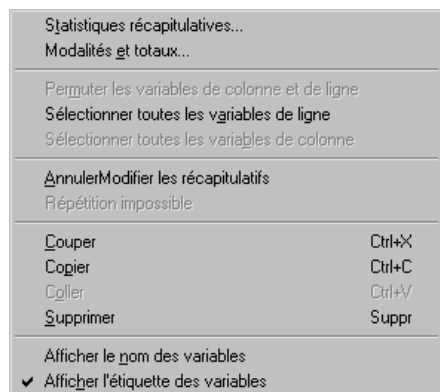 Statistiques récapitulatives...
Modalités et totaux...
Permuter les variables de colonne et de ligne
Sélectionner toutes les variables de ligne
Sélectionner toutes les variables de colonne
AnnulerModifier les récapitulatifs
Répétition impossible
Couper Ctrl+X
Copier Ctrl+C
Coller Ctrl+V
Supprimer Suppr
Afficher le nom des variables
Afficher l'étiquette des variables